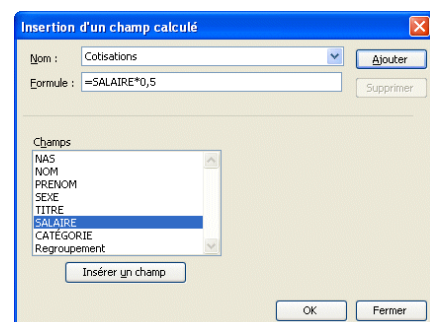 Insertion d'un champ calculé
Nom : Cotisations Ajouter
Formule : =SALAIRE*0,5 Supprimer
Champs
NAS
NOM
PRENOM
SEXE
TITRE
SALAIRE
CATÉGORIE
Regroupement
Insérer un champ
OK Fermer